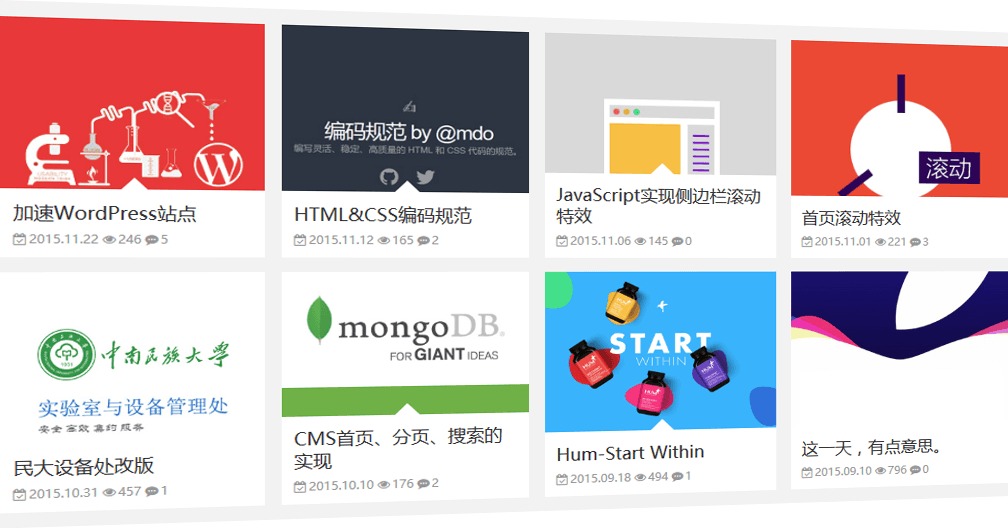 USABILITY
编码规范 by @mdo
编写灵活、稳定、高质量的 HTML 和 CSS 代码的规范。
滚动
加速WordPress站点
2015.11.22 246 5
HTML&CSS编码规范
2015.11.12 165 2
JavaScript实现侧边栏滚动
特效
2015.11.06 145 0
首页滚动特效
2015.11.01 221 3
中南民族大学
实验室与设备管理处
安全 高效 真约 服务
民大设备处改版
2015.10.31 457 1
mongoDB®
FOR GIANT IDEAS
CMS首页、分页、搜索的
实现
2015.10.10 176 2
START
WITHIN
Hum-Start Within
2015.09.18 494 1
这一天，有点意思。
2015.09.10 796 0